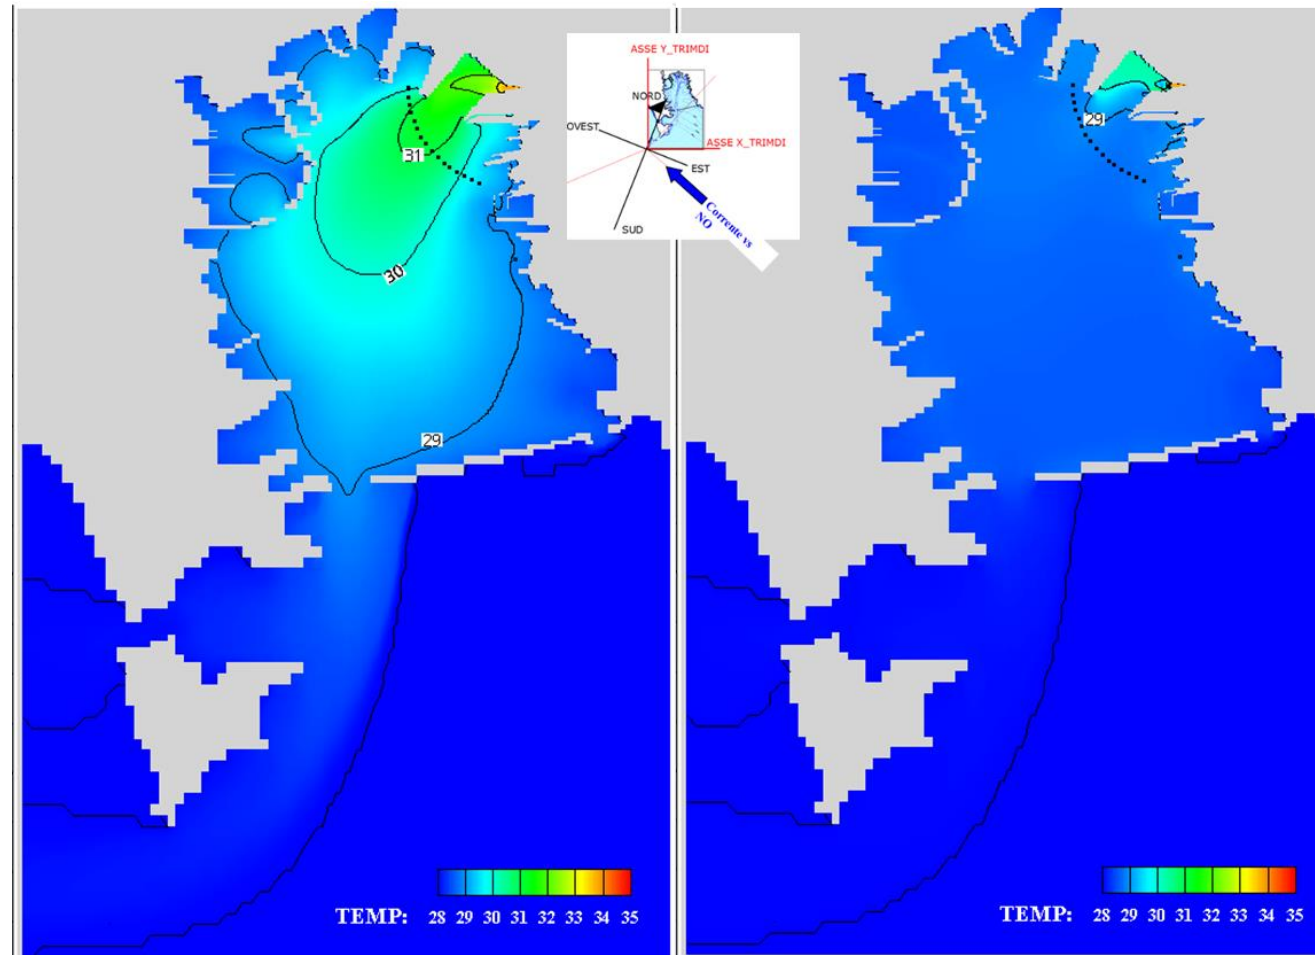 ASSE Y_TRIMDI
NORD
OVEST
ASSE X_TRIMDI
EST
SUD
Corrente vs
NO
31
30
29
29
TEMP: 28 29 30 31 32 33 34 35
TEMP: 28 29 30 31 32 33 34 35